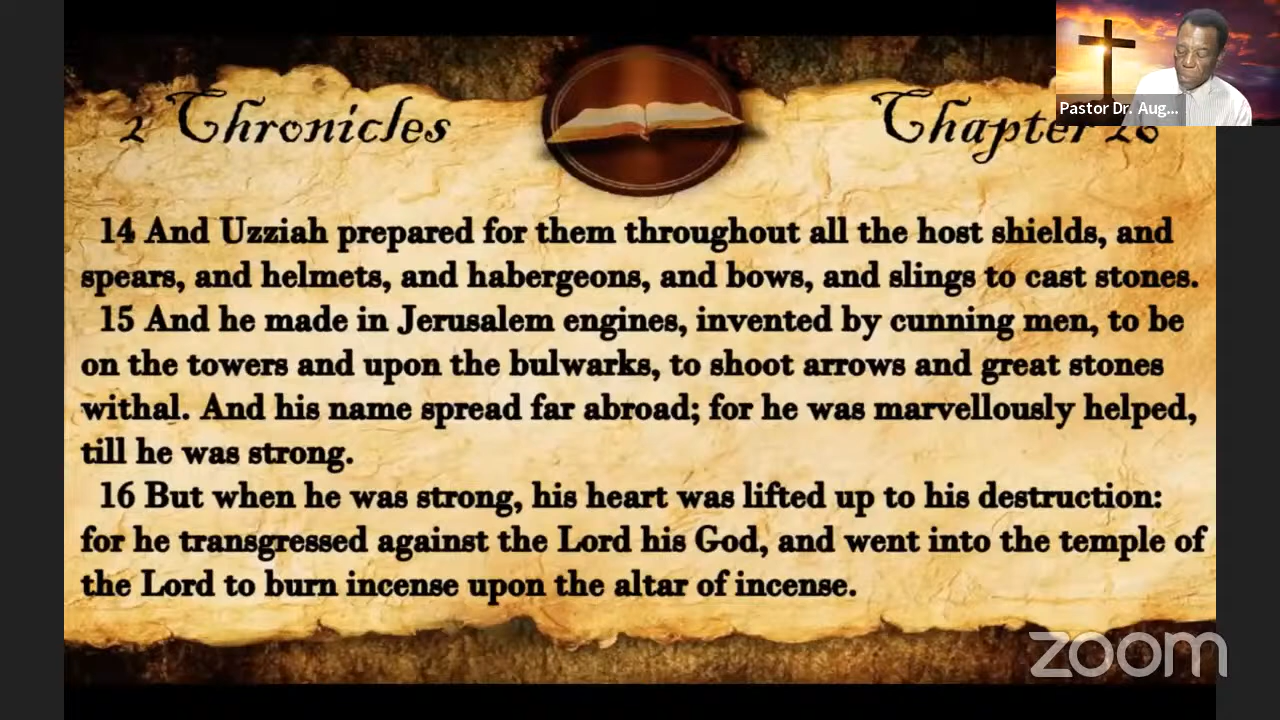 2 Chronicles
Chapter
Pastor Dr. Aug...
14 And Uzziah prepared for them throughout all the host shields, and
spears, and helmets, and habergeons, and bows, and slings to cast stones.
15 And he made in Jerusalem engines, invented by cunning men, to be
on the towers and upon the bulwarks, to shoot arrows and great stones
withal. And his name spread far abroad; for he was marvellously helped,
till he was strong.
16 But when he was strong, his heart was lifted up to his destruction:
for he transgressed against the Lord his God, and went into the temple of
the Lord to burn incense upon the altar of incense.
zoom